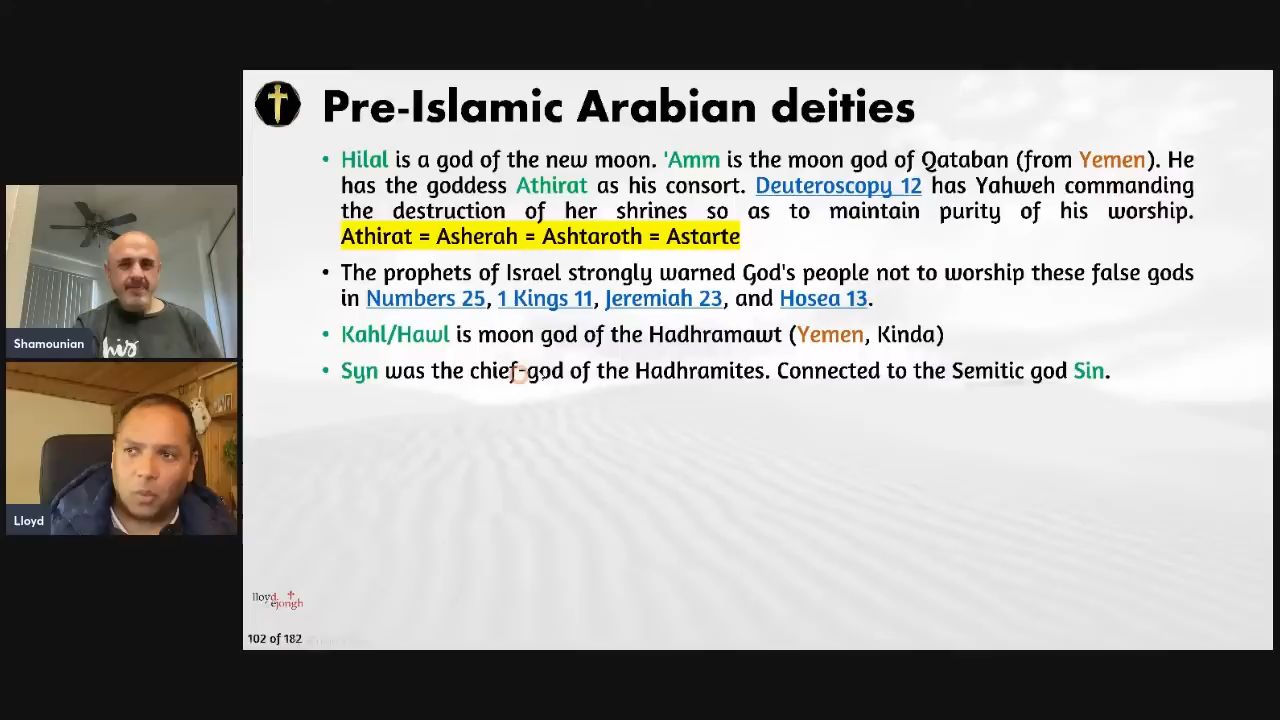 Pre-Islamic Arabian deities
• Hilal is a god of the new moon. 'Amm is the moon god of Qataban (from Yemen). He
has the goddess Athirat as his consort. Deuteroscopy 12 has Yahweh commanding
the destruction of her shrines so as to maintain purity of his worship.
Athirat = Asherah = Ashtaroth = Astarte
• The prophets of Israel strongly warned God's people not to worship these false gods
in Numbers 25, 1 Kings 11, Jeremiah 23, and Hosea 13.
• Kahl/Hawl is moon god of the Hadhramawt (Yemen, Kinda)
• Syn was the chief-god of the Hadhramites. Connected to the Semitic god Sin.
Shamounian
his
Lloyd
lloyd.
ejongh
102 of 182